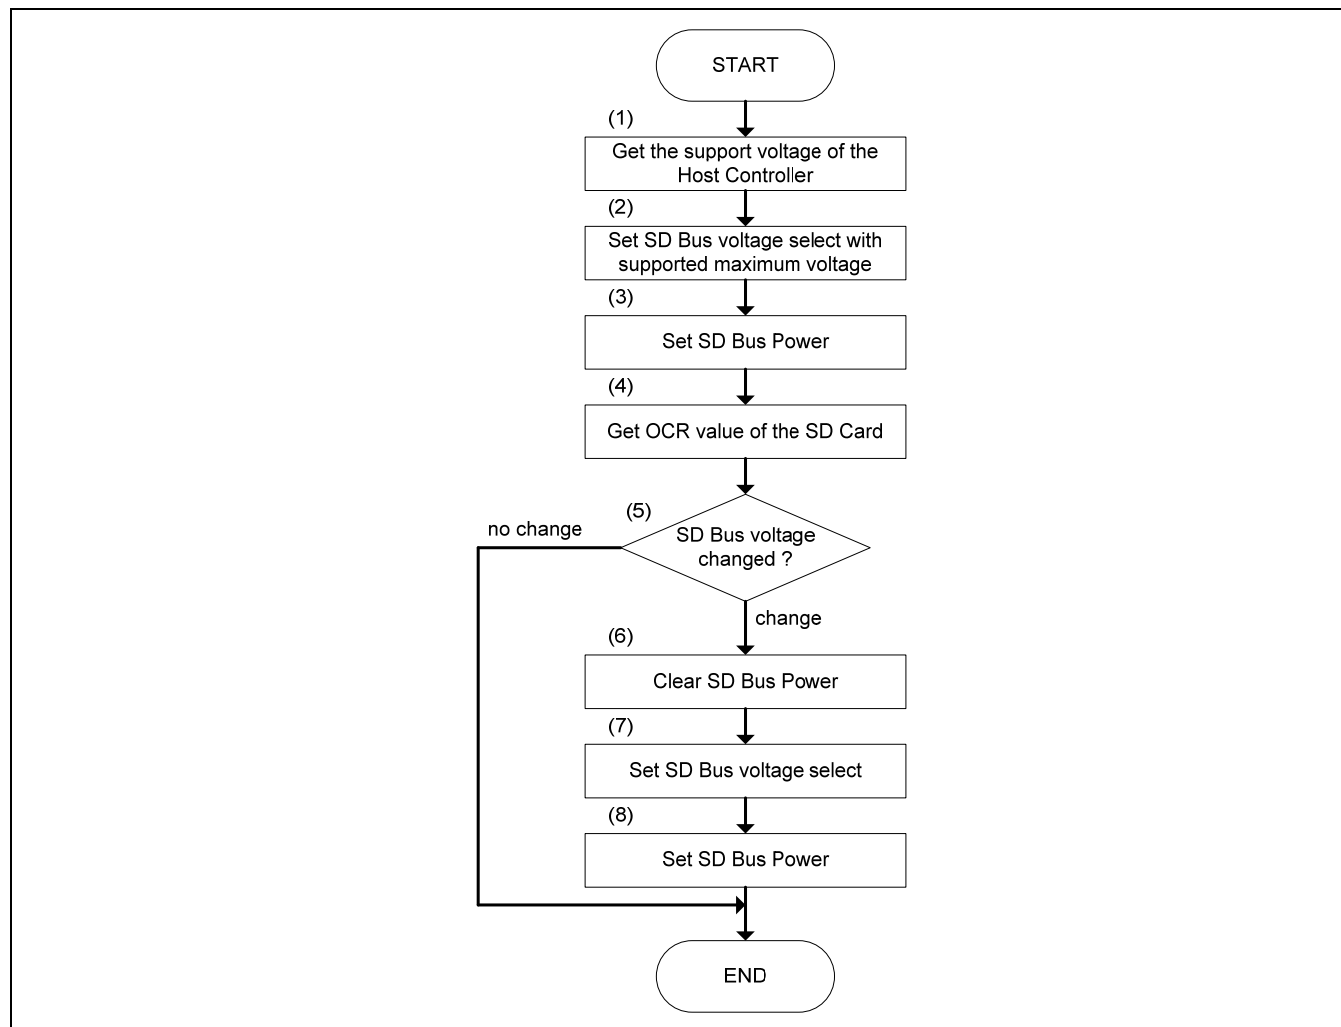 START
(1)
Get the support voltage of the
Host Controller
(2)
Set SD Bus voltage select with
supported maximum voltage
(3)
Set SD Bus Power
(4)
Get OCR value of the SD Card
(5)
no change
SD Bus voltage
changed ?
change
(6)
Clear SD Bus Power
(7)
Set SD Bus voltage select
(8)
Set SD Bus Power
END